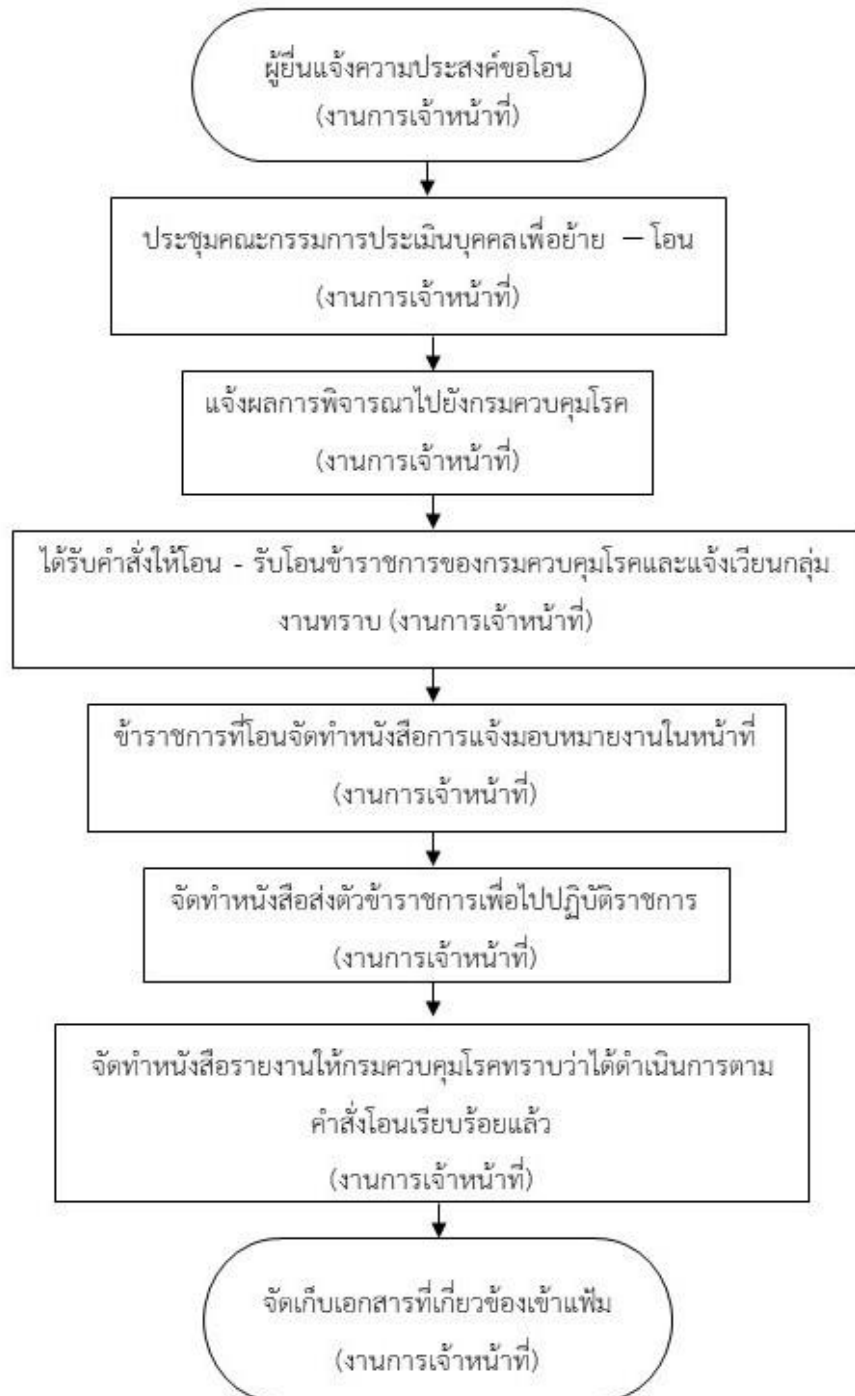 ผู้ยื่นแจ้งความประสงค์ขอโอน
(งานการเจ้าหน้าที่)
ประชุมคณะกรรมการประเมินบุคคลเพื่อย้าย – โอน
(งานการเจ้าหน้าที่)
แจ้งผลการพิจารณาไปยังกรมควบคุมโรค
(งานการเจ้าหน้าที่)
ได้รับคำสั่งให้โอน - รับโอนข้าราชการของกรมควบคุมโรคและแจ้งเวียนกลุ่ม
งานทราบ (งานการเจ้าหน้าที่)
ข้าราชการที่โอนจัดทำหนังสือการแจ้งมอบหมายงานในหน้าที่
(งานการเจ้าหน้าที่)
จัดทำหนังสือส่งตัวข้าราชการเพื่อไปปฏิบัติราชการ
(งานการเจ้าหน้าที่)
จัดทำหนังสือรายงานให้กรมควบคุมโรคทราบว่าได้ดำเนินการตาม
คำสั่งโอนเรียบร้อยแล้ว
(งานการเจ้าหน้าที่)
จัดเก็บเอกสารที่เกี่ยวข้องเข้าแฟ้ม
(งานการเจ้าหน้าที่)